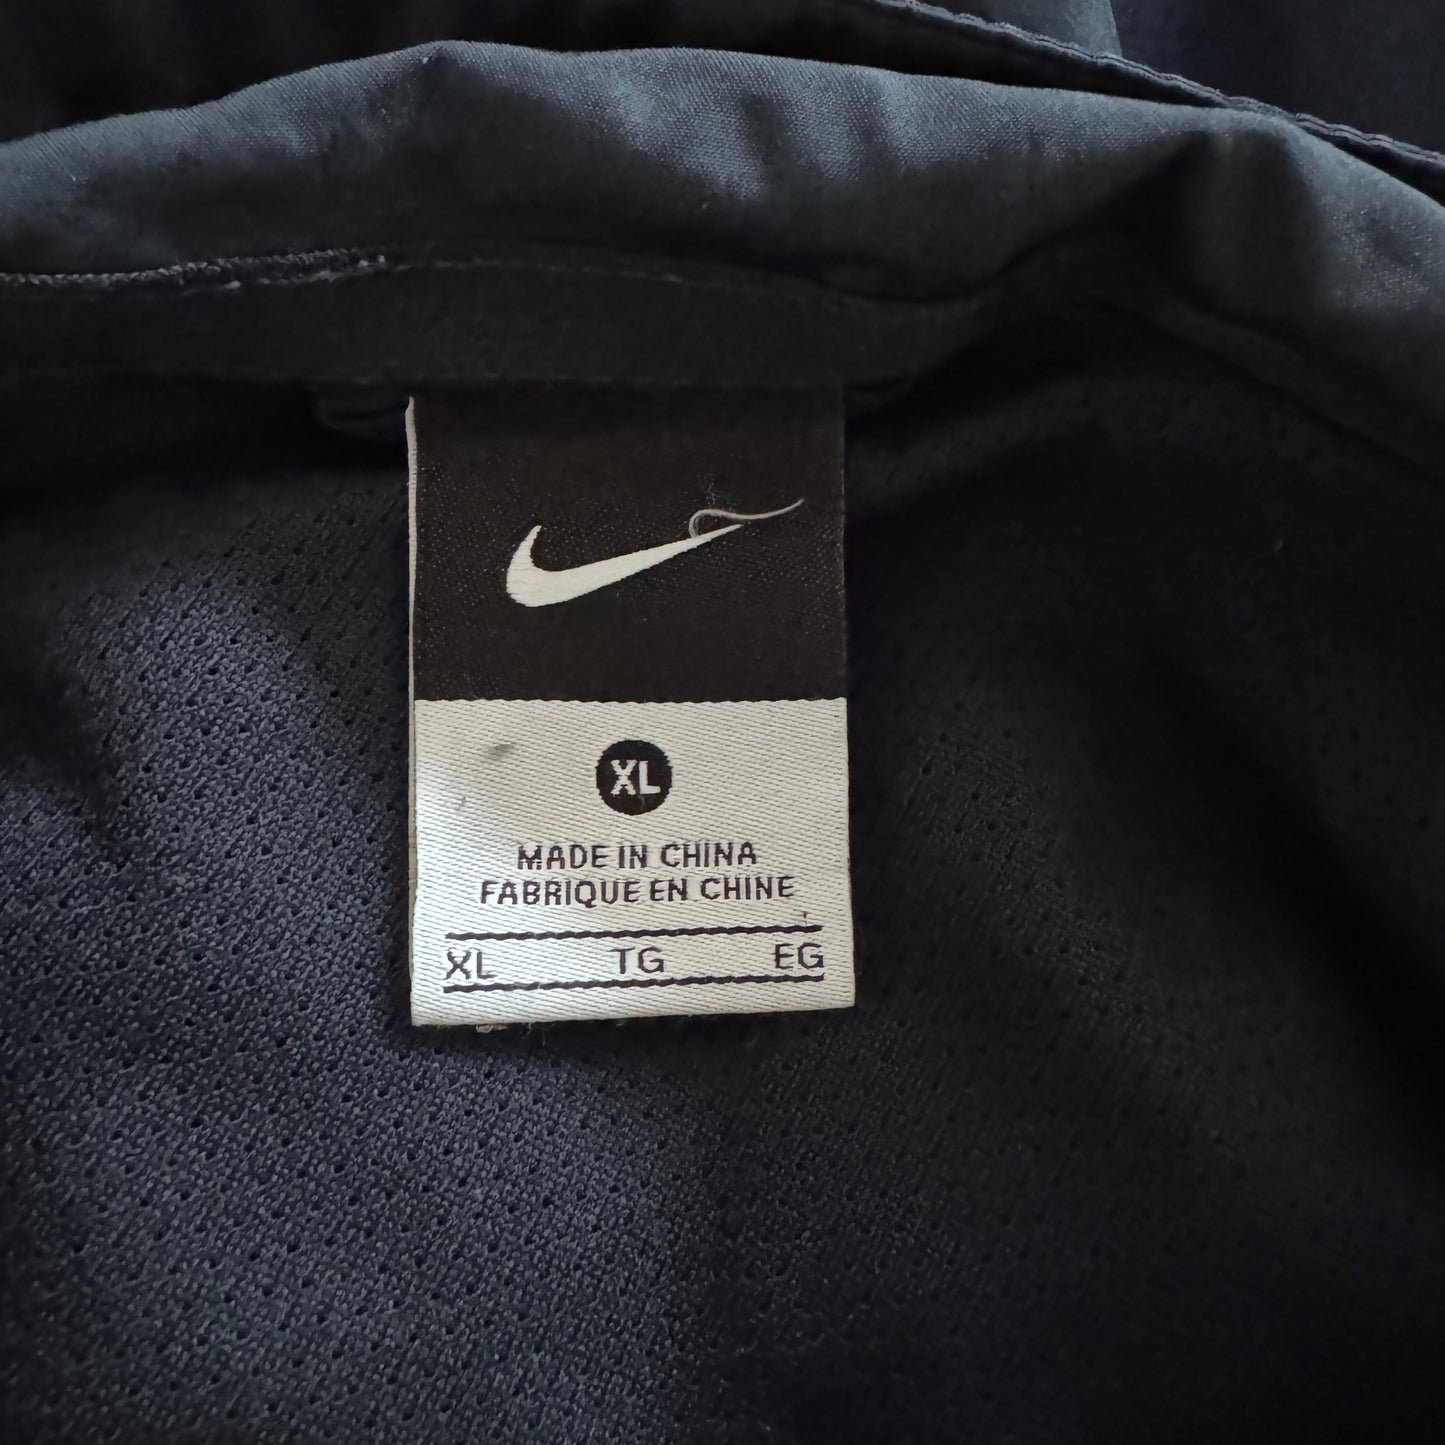 XL
MADE IN CHINA
FABRIQUE EN CHINE
XL TG EG